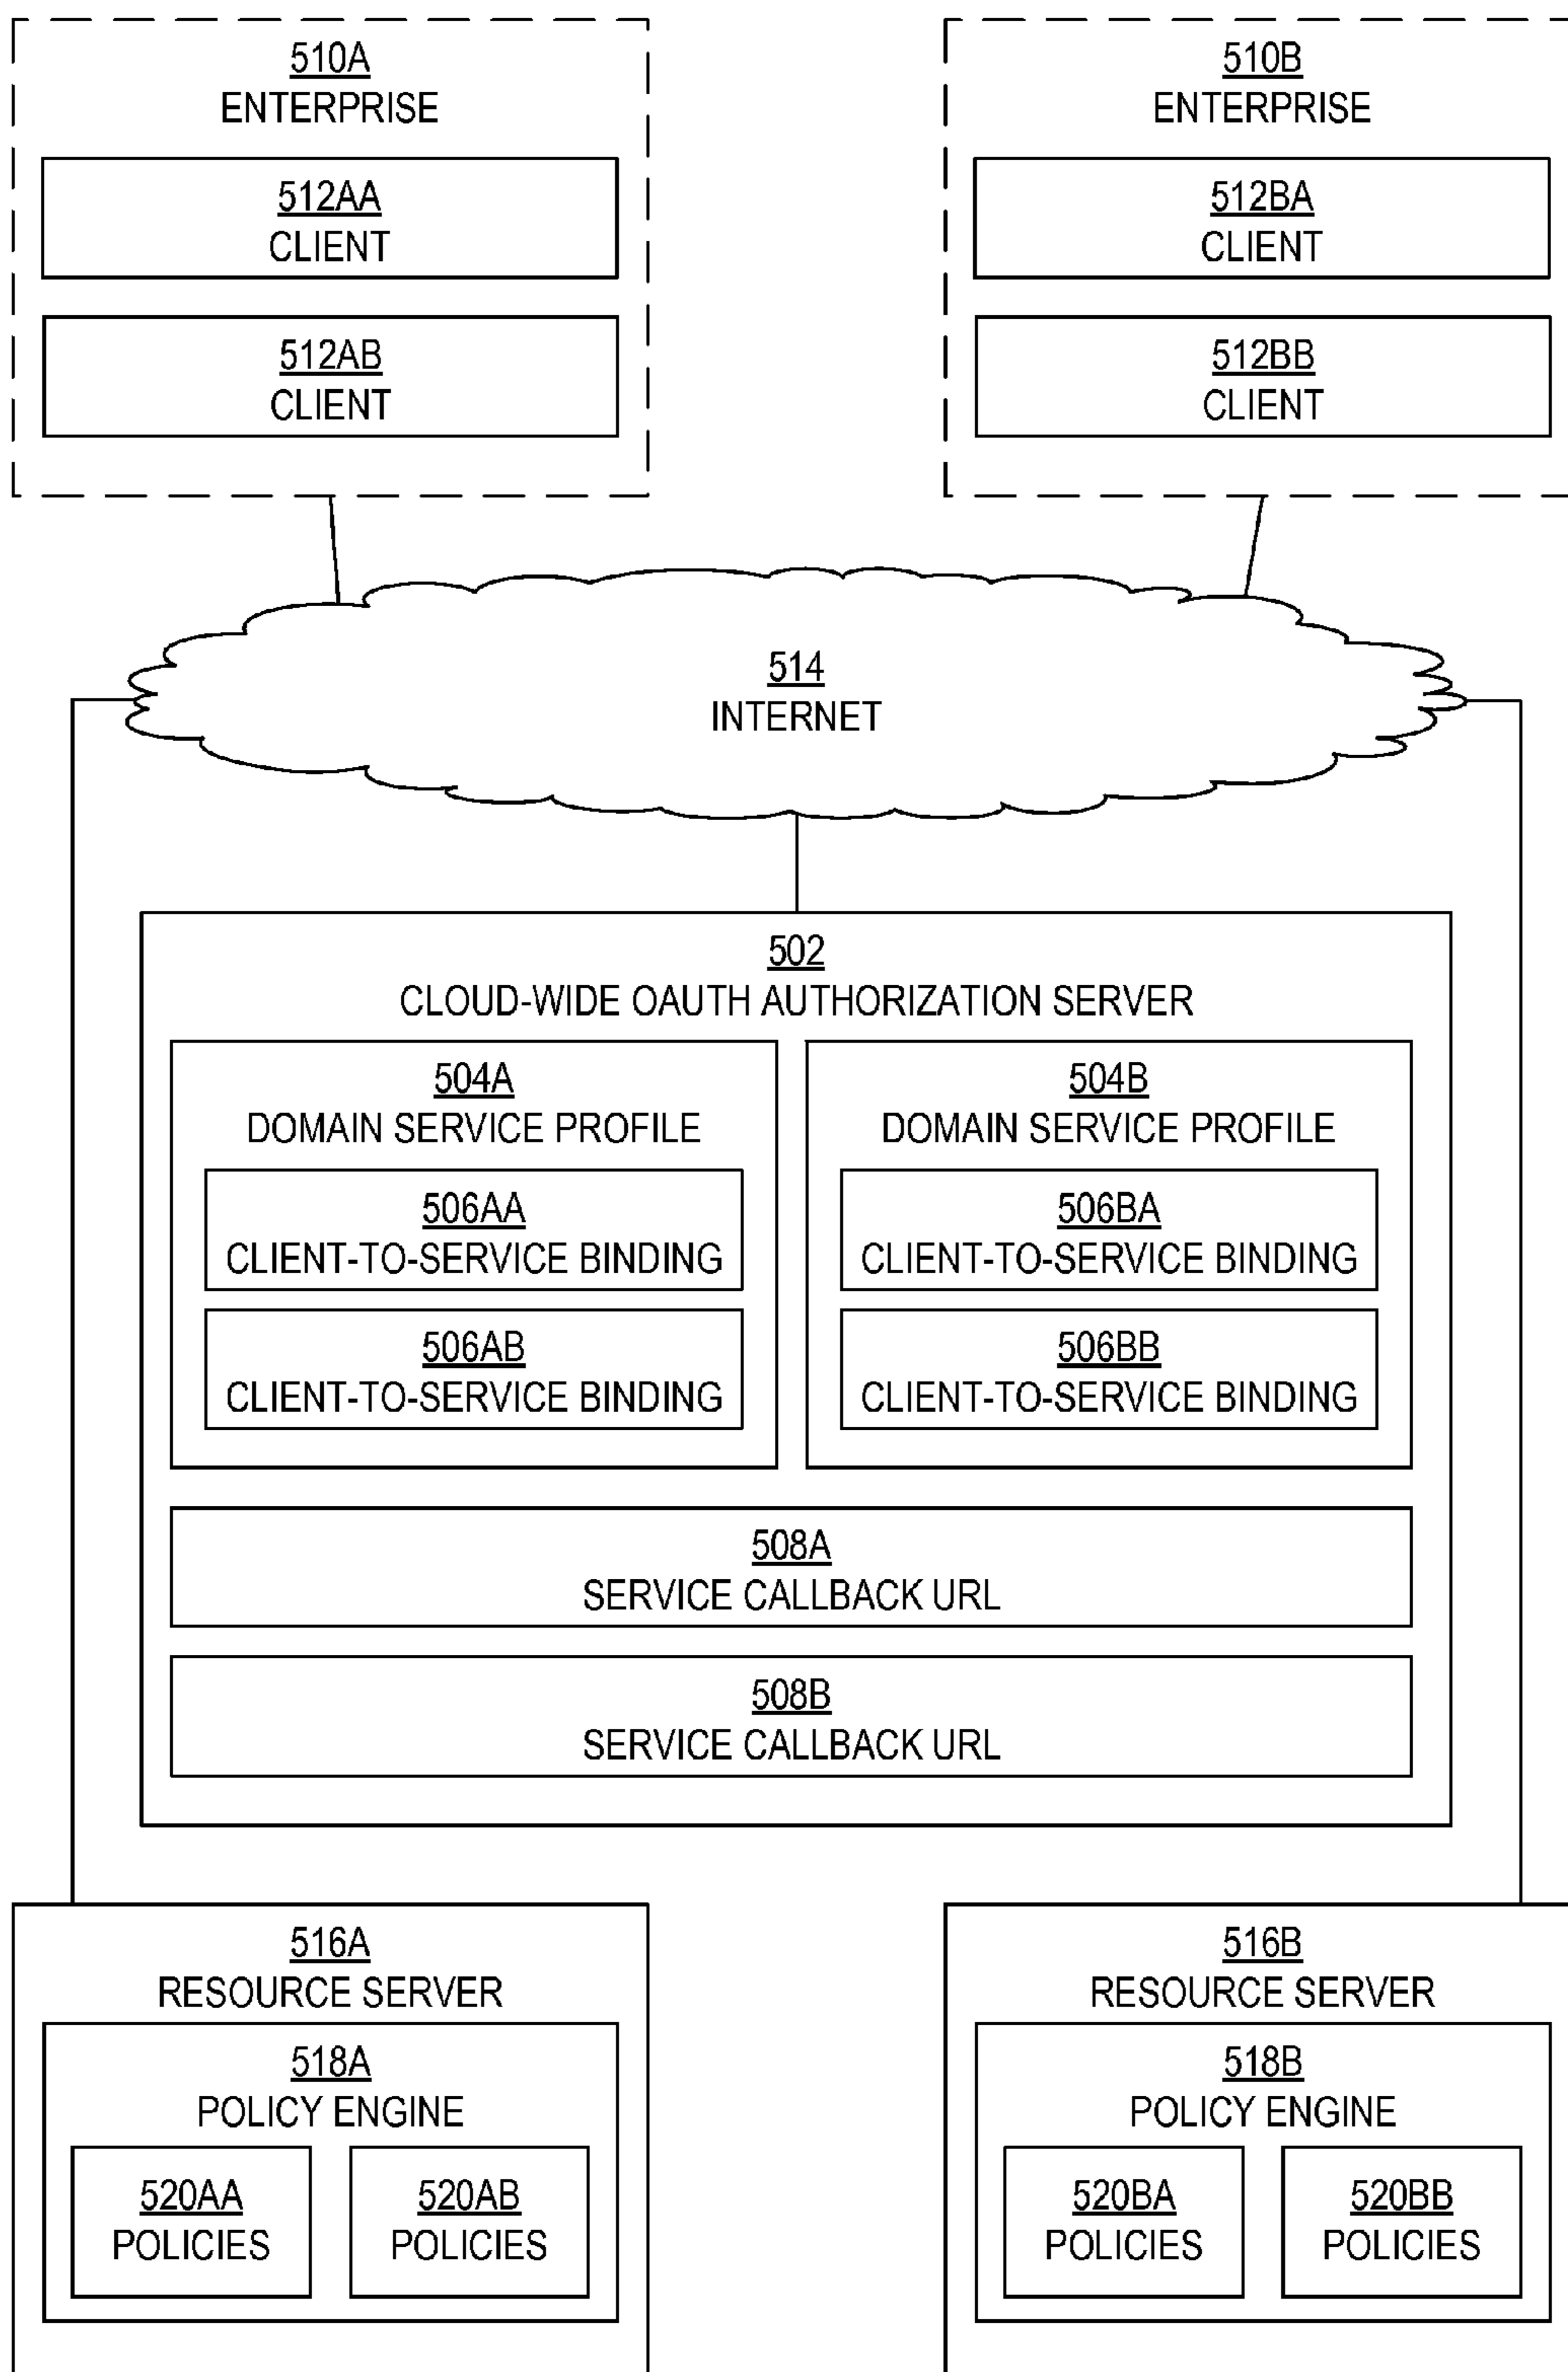 510A
ENTERPRISE
512AA
CLIENT
512AB
CLIENT
510B
ENTERPRISE
512BA
CLIENT
512BB
CLIENT
514
INTERNET
502
CLOUD-WIDE OAUTH AUTHORIZATION SERVER
504A
DOMAIN SERVICE PROFILE
506AA
CLIENT-TO-SERVICE BINDING
506AB
CLIENT-TO-SERVICE BINDING
504B
DOMAIN SERVICE PROFILE
506BA
CLIENT-TO-SERVICE BINDING
506BB
CLIENT-TO-SERVICE BINDING
508A
SERVICE CALLBACK URL
508B
SERVICE CALLBACK URL
516A
RESOURCE SERVER
518A
POLICY ENGINE
520AA
POLICIES
520AB
POLICIES
516B
RESOURCE SERVER
518B
POLICY ENGINE
520BA
POLICIES
520BB
POLICIES